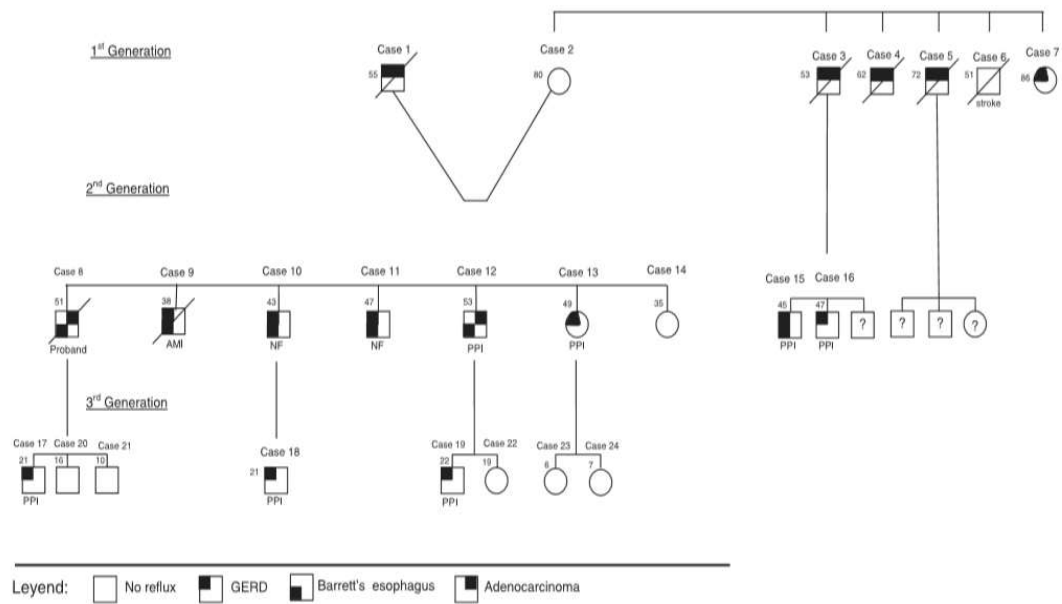 1st Generation
Case 1
Case 2
Case 3
Case 4
Case 5
Case 6
Case 7
55
80
53
62
72
51
86
stroke
2nd Generation
Case 8
Case 9
Case 10
Case 11
Case 12
Case 13
Case 14
Case 15
Case 16
51
38
43
47
53
49
35
45
47
?
?
?
?
Proband
AMI
NF
NF
PPI
PPI
PPI
PPI
3rd Generation
Case 17
Case 20
Case 21
Case 18
Case 19
Case 22
Case 23
Case 24
21
16
10
21
22
19
6
7
PPI
PPI
PPI
Leyend:
No reflux
GERD
Barrett's esophagus
Adenocarcinoma